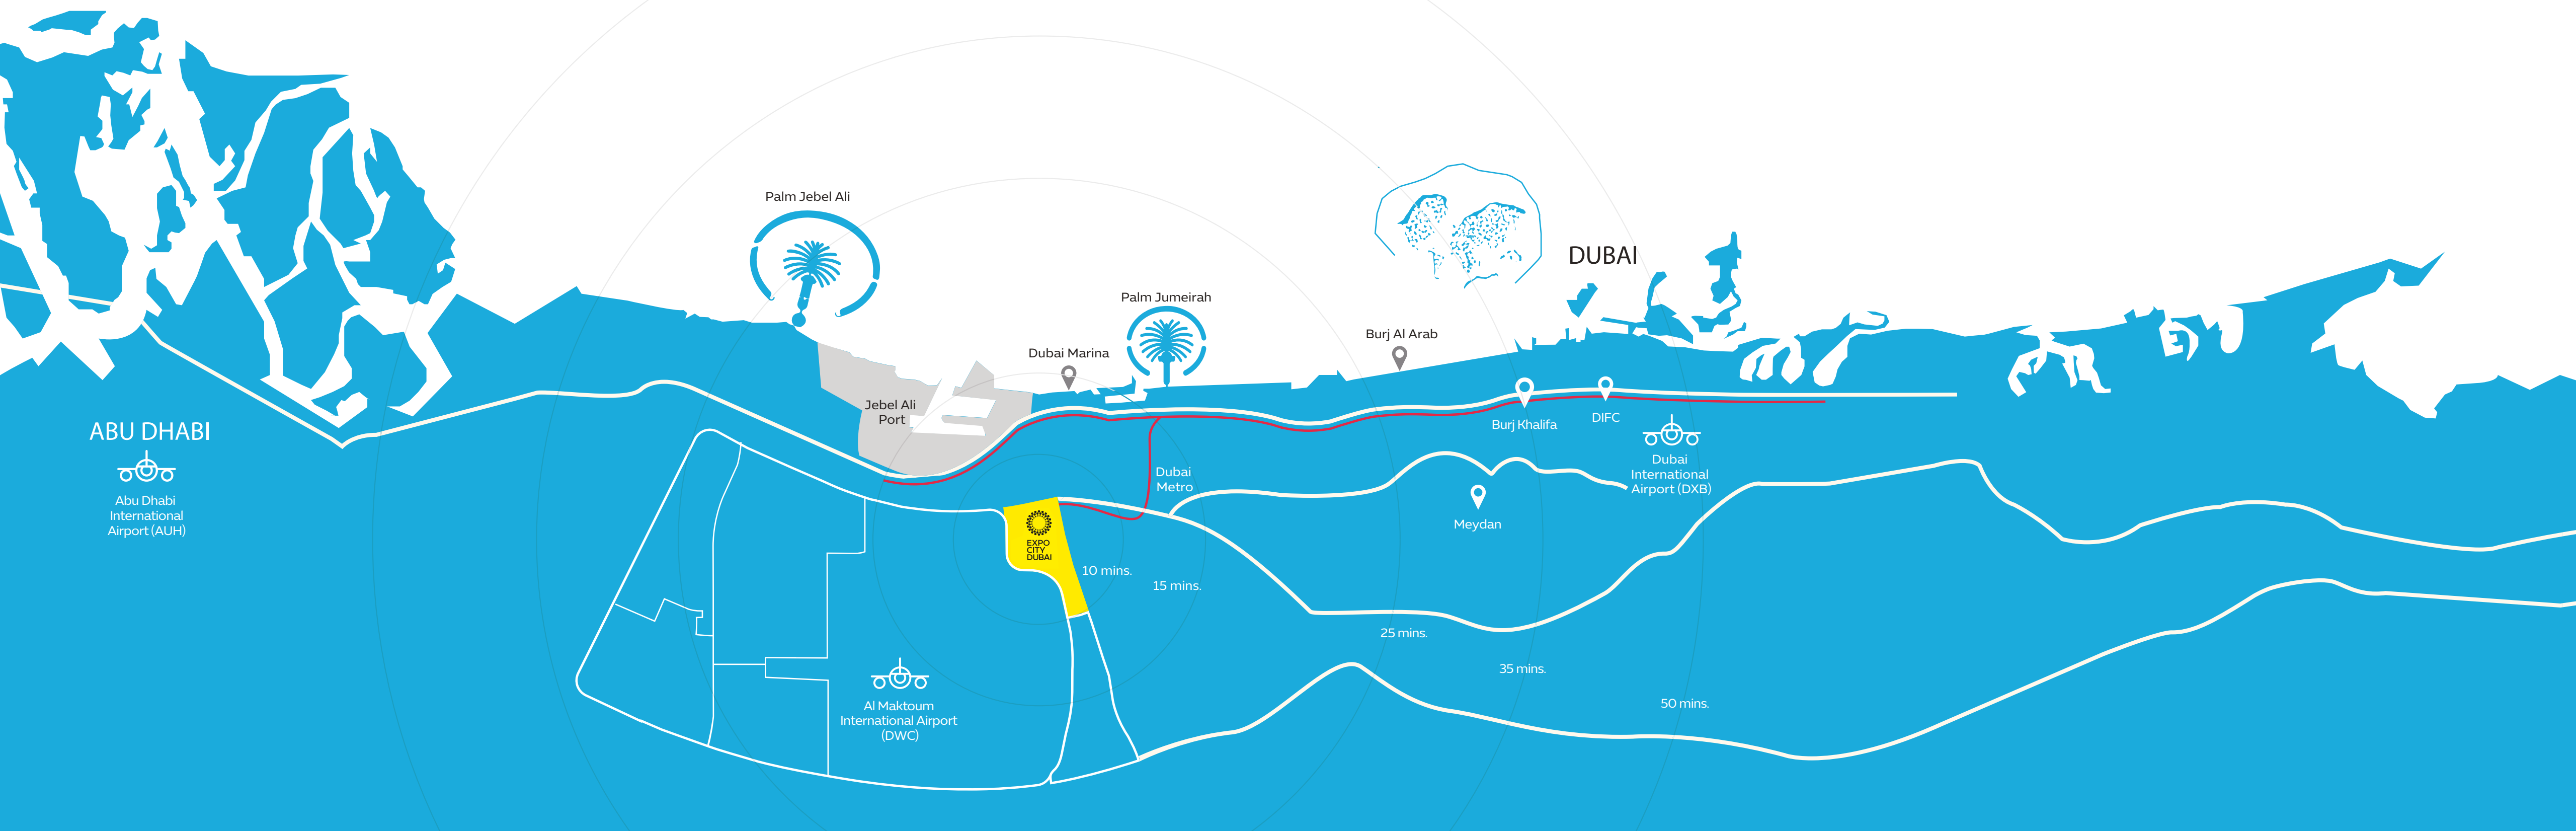 Palm Jebel Ali
DUBAI
Palm Jumeirah
Burj Al Arab
Dubai Marina
Jebel Ali
Port
Burj Khalifa
DIFC
ABU DHABI
Abu Dhabi
International
Airport (AUH)
Dubai
Metro
Dubai
International
Airport (DXB)
Meydan
EXPO
CITY
DUBAI
10 mins.
15 mins.
25 mins.
35 mins.
50 mins.
Al Maktoum
International Airport
(DWC)